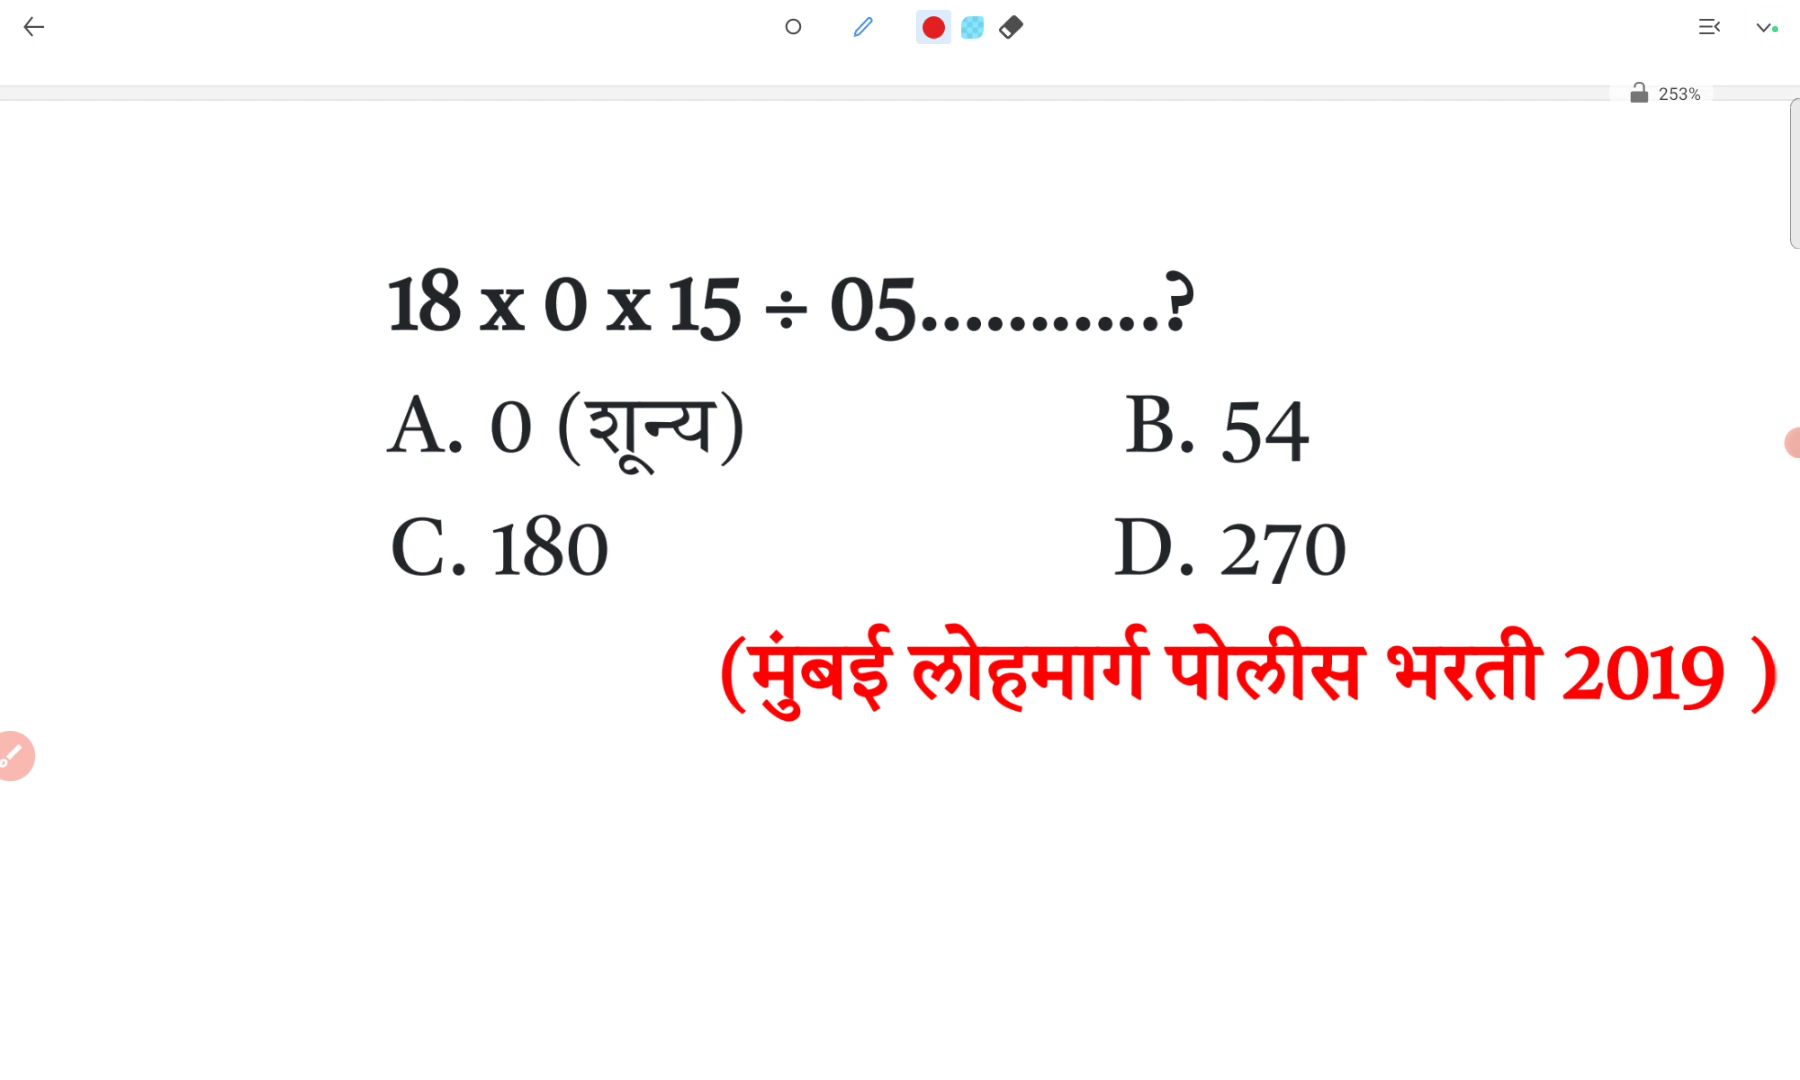 253%
18 x 0 x 15 ÷ 05...........?
A. 0 (शून्य) B. 54
C. 180 D. 270
(मुंबई लोहमार्ग पोलीस भरती 2019 )